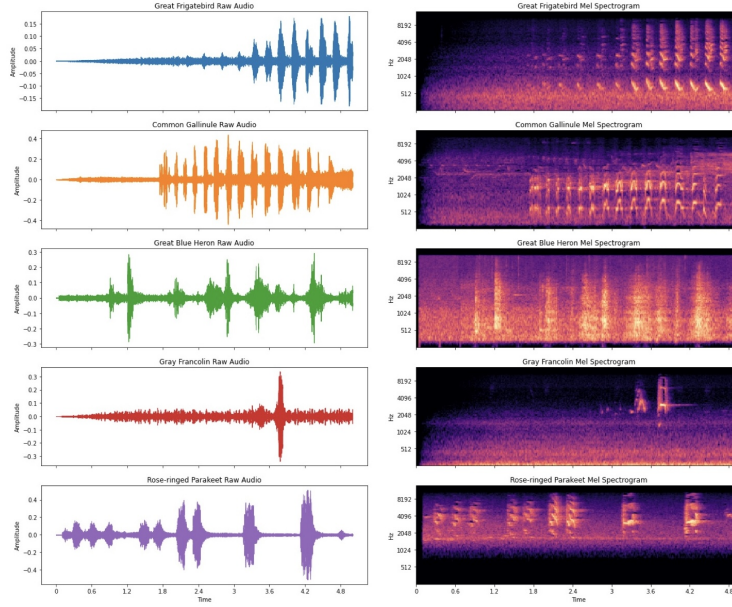 Great Frigatebird Raw Audio
Amplitude
0.15
0.10
0.05
0.00
−0.05
−0.10
−0.15
Great Frigatebird Mel Spectrogram
Hz
8192
4096
2048
1024
512
Common Gallinule Raw Audio
Amplitude
0.4
0.2
0.0
−0.2
−0.4
Common Gallinule Mel Spectrogram
Hz
8192
4096
2048
1024
512
Great Blue Heron Raw Audio
Amplitude
0.3
0.2
0.1
0.0
−0.1
−0.2
−0.3
Great Blue Heron Mel Spectrogram
Hz
8192
4096
2048
1024
512
Gray Francolin Raw Audio
Amplitude
0.3
0.2
0.1
0.0
−0.1
−0.2
−0.3
Gray Francolin Mel Spectrogram
Hz
8192
4096
2048
1024
512
Rose-ringed Parakeet Raw Audio
Amplitude
0.4
0.2
0.0
−0.2
−0.4
0 0.6 1.2 1.8 2.4 3 3.6 4.2 4.8
Time
Rose-ringed Parakeet Mel Spectrogram
Hz
8192
4096
2048
1024
512
0 0.6 1.2 1.8 2.4 3 3.6 4.2 4.8
Time